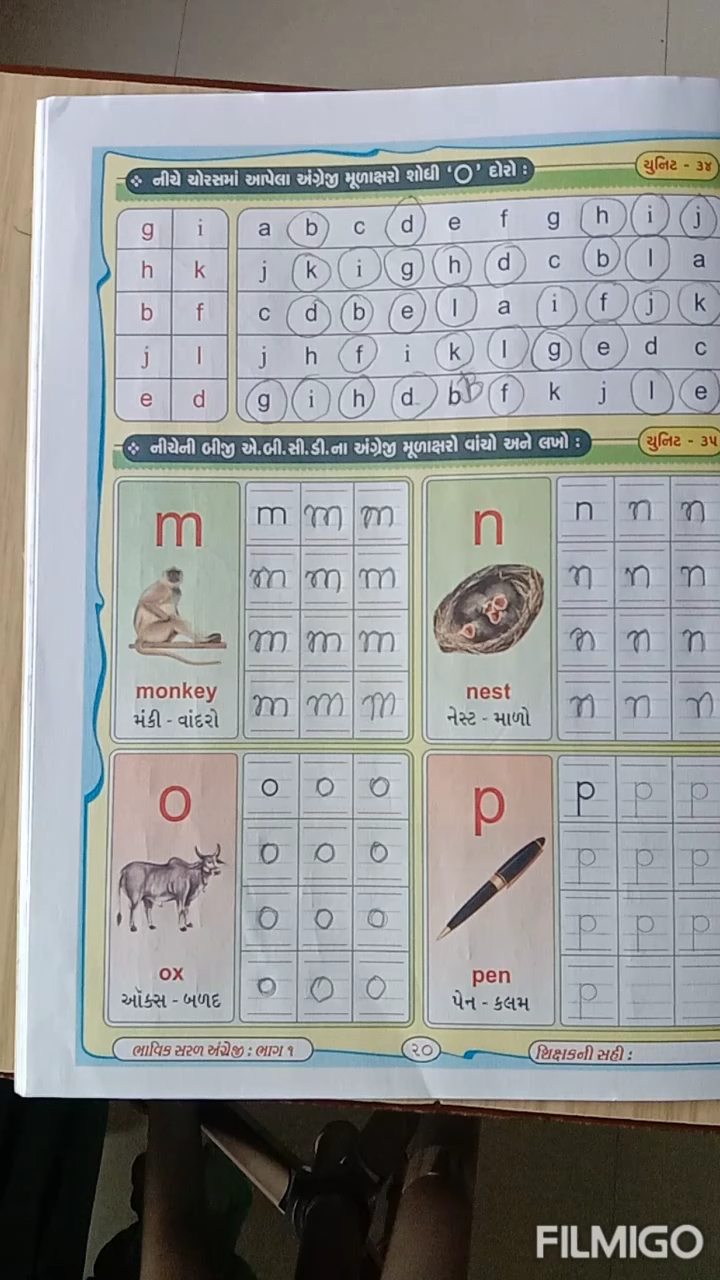 ❖ નીચે ચોરસમાં આપેલા અંગ્રેજી મૂળાક્ષરો શોધી 'O' દોરો : યુનિટ - ૩૪
g i a b c d e f g h i j
h k j k i g h d c b l a
b f c d b e l a i f j k
j l j h f i k l g e d c
e d g i h d b B f k j l e
❖ નીચેની બીજી એ.બી.સી.ડી.ના અંગ્રેજી મૂળાક્ષરો વાંચો અને લખો : યુનિટ - ૩૫
m m m m n n n n
m m m n n n
m m m n n n
monkey nest
મંકી - વાંદરો નેસ્ટ - માળો
m m m n n n
o o o o p p p p
o o o p p p
o o o p p p
ox pen
ઑક્સ - બળદ પેન - કલમ
o o o p
ભાવિક સરળ અંગ્રેજી : ભાગ ૧ ૨૦ શિક્ષકની સહી :
FILMIGO